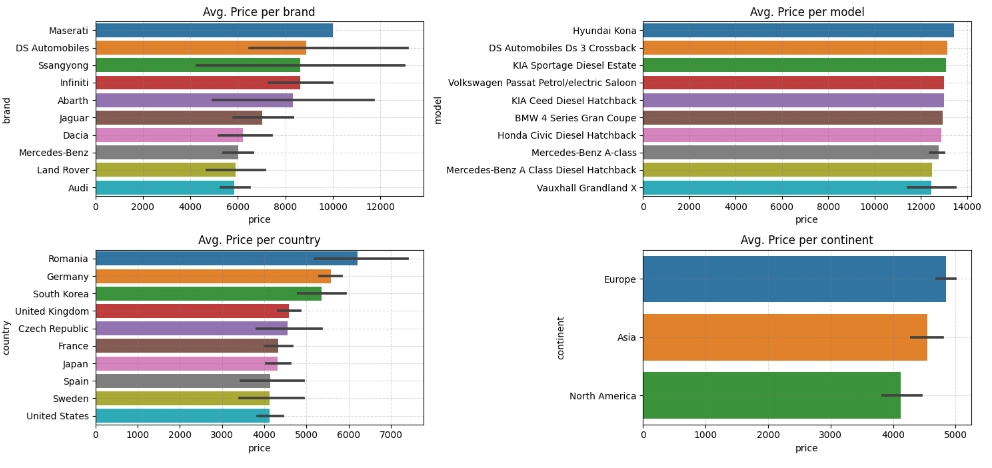 Avg. Price per brand
brand
Maserati
DS Automobiles
Ssangyong
Infiniti
Abarth
Jaguar
Dacia
Mercedes-Benz
Land Rover
Audi
0 2000 4000 6000 8000 10000 12000
price
Avg. Price per model
model
Hyundai Kona
DS Automobiles Ds 3 Crossback
KIA Sportage Diesel Estate
Volkswagen Passat Petrol/electric Saloon
KIA Ceed Diesel Hatchback
BMW 4 Series Gran Coupe
Honda Civic Diesel Hatchback
Mercedes-Benz A-class
Mercedes-Benz A Class Diesel Hatchback
Vauxhall Grandland X
0 2000 4000 6000 8000 10000 12000 14000
price
Avg. Price per country
country
Romania
Germany
South Korea
United Kingdom
Czech Republic
France
Japan
Spain
Sweden
United States
0 1000 2000 3000 4000 5000 6000 7000
price
Avg. Price per continent
continent
Europe
Asia
North America
0 1000 2000 3000 4000 5000
price